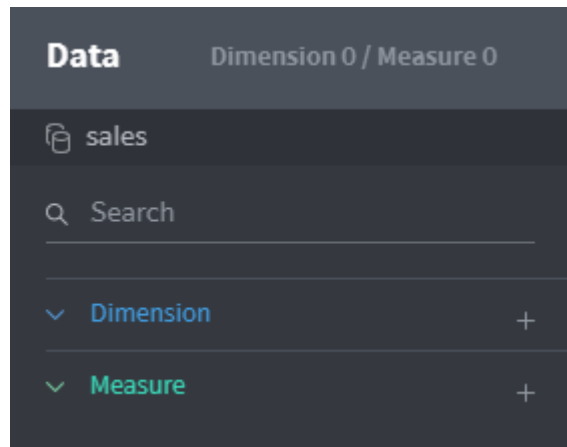 Data Dimension 0 / Measure 0
sales
Search
Dimension
Measure